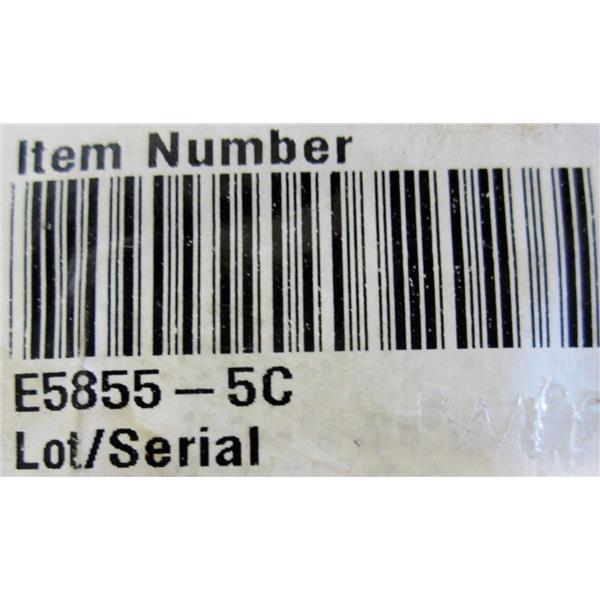 Item Number
E5855 – 5C
Lot/Serial